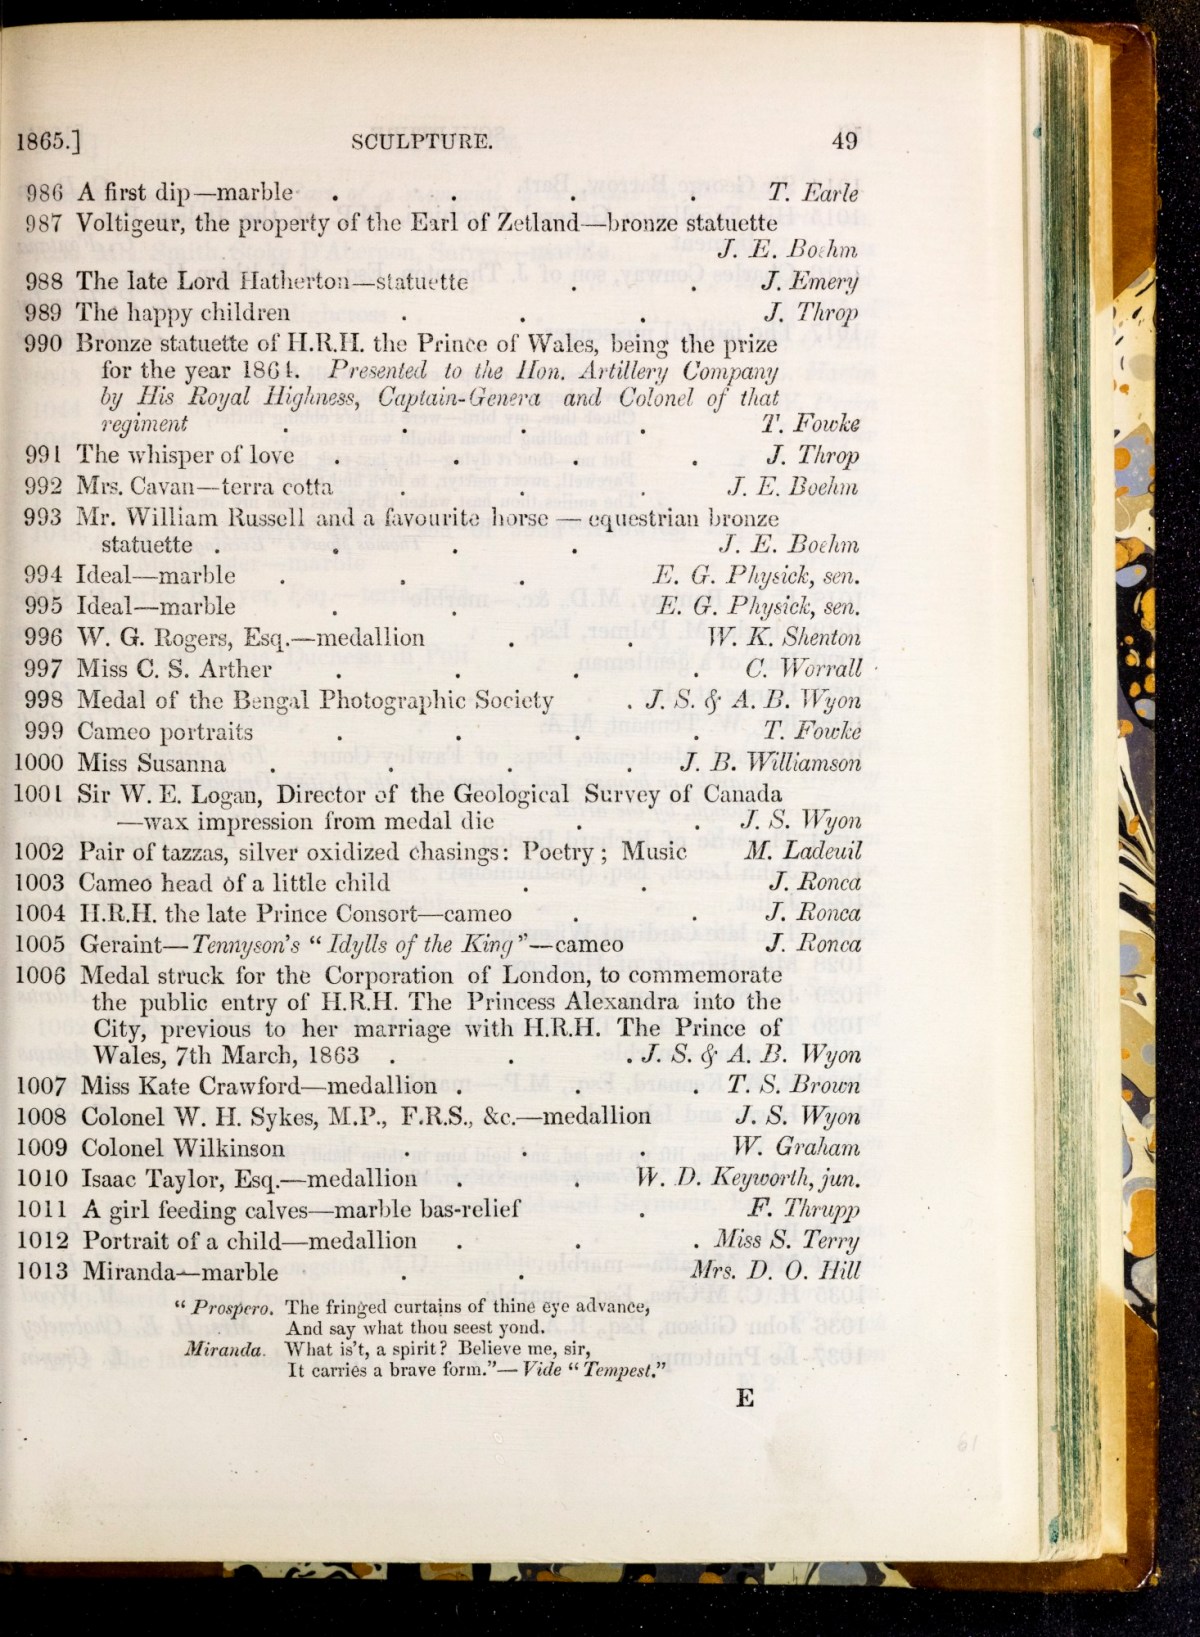 1865.] SCULPTURE. 49
986 A first dip—marble . . . . T. Earle
987 Voltigeur, the property of the Earl of Zetland—bronze statuette
J. E. Boehm
988 The late Lord Hatherton—statuette . . J. Emery
989 The happy children . . . J. Throp
990 Bronze statuette of H.R.H. the Prince of Wales, being the prize
for the year 1864. Presented to the Hon. Artillery Company
by His Royal Highness, Captain-Genera and Colonel of that
regiment . . . . T. Fowke
991 The whisper of love . . . . J. Throp
992 Mrs. Cavan—terra cotta . . . J. E. Boehm
993 Mr. William Russell and a favourite horse — equestrian bronze
statuette . . . . J. E. Boehm
994 Ideal—marble . . . E. G. Physick, sen.
995 Ideal—marble . . E. G. Physick, sen.
996 W. G. Rogers, Esq.—medallion . . W. K. Shenton
997 Miss C. S. Arther . . . . C. Worrall
998 Medal of the Bengal Photographic Society . J. S. & A. B. Wyon
999 Cameo portraits . . . . T. Fowke
1000 Miss Susanna . . . . J. B. Williamson
1001 Sir W. E. Logan, Director of the Geological Survey of Canada
—wax impression from medal die . . J. S. Wyon
1002 Pair of tazzas, silver oxidized chasings: Poetry; Music M. Ladeuil
1003 Cameo head of a little child . . J. Ronca
1004 H.R.H. the late Prince Consort—cameo . . J. Ronca
1005 Geraint—Tennyson's "Idylls of the King"—cameo J. Ronca
1006 Medal struck for the Corporation of London, to commemorate
the public entry of H.R.H. The Princess Alexandra into the
City, previous to her marriage with H.R.H. The Prince of
Wales, 7th March, 1863 . . . J. S. & A. B. Wyon
1007 Miss Kate Crawford—medallion . . . T. S. Brown
1008 Colonel W. H. Sykes, M.P., F.R.S., &c.—medallion J. S. Wyon
1009 Colonel Wilkinson . . . W. Graham
1010 Isaac Taylor, Esq.—medallion . W. D. Keyworth, jun.
1011 A girl feeding calves—marble bas-relief . F. Thrupp
1012 Portrait of a child—medallion . . . Miss S. Terry
1013 Miranda—marble . . Mrs. D. O. Hill
"Prospero. The fringed curtains of thine eye advance,
And say what thou seest yond.
Miranda. What is't, a spirit? Believe me, sir,
It carries a brave form."—Vide "Tempest."
E
61